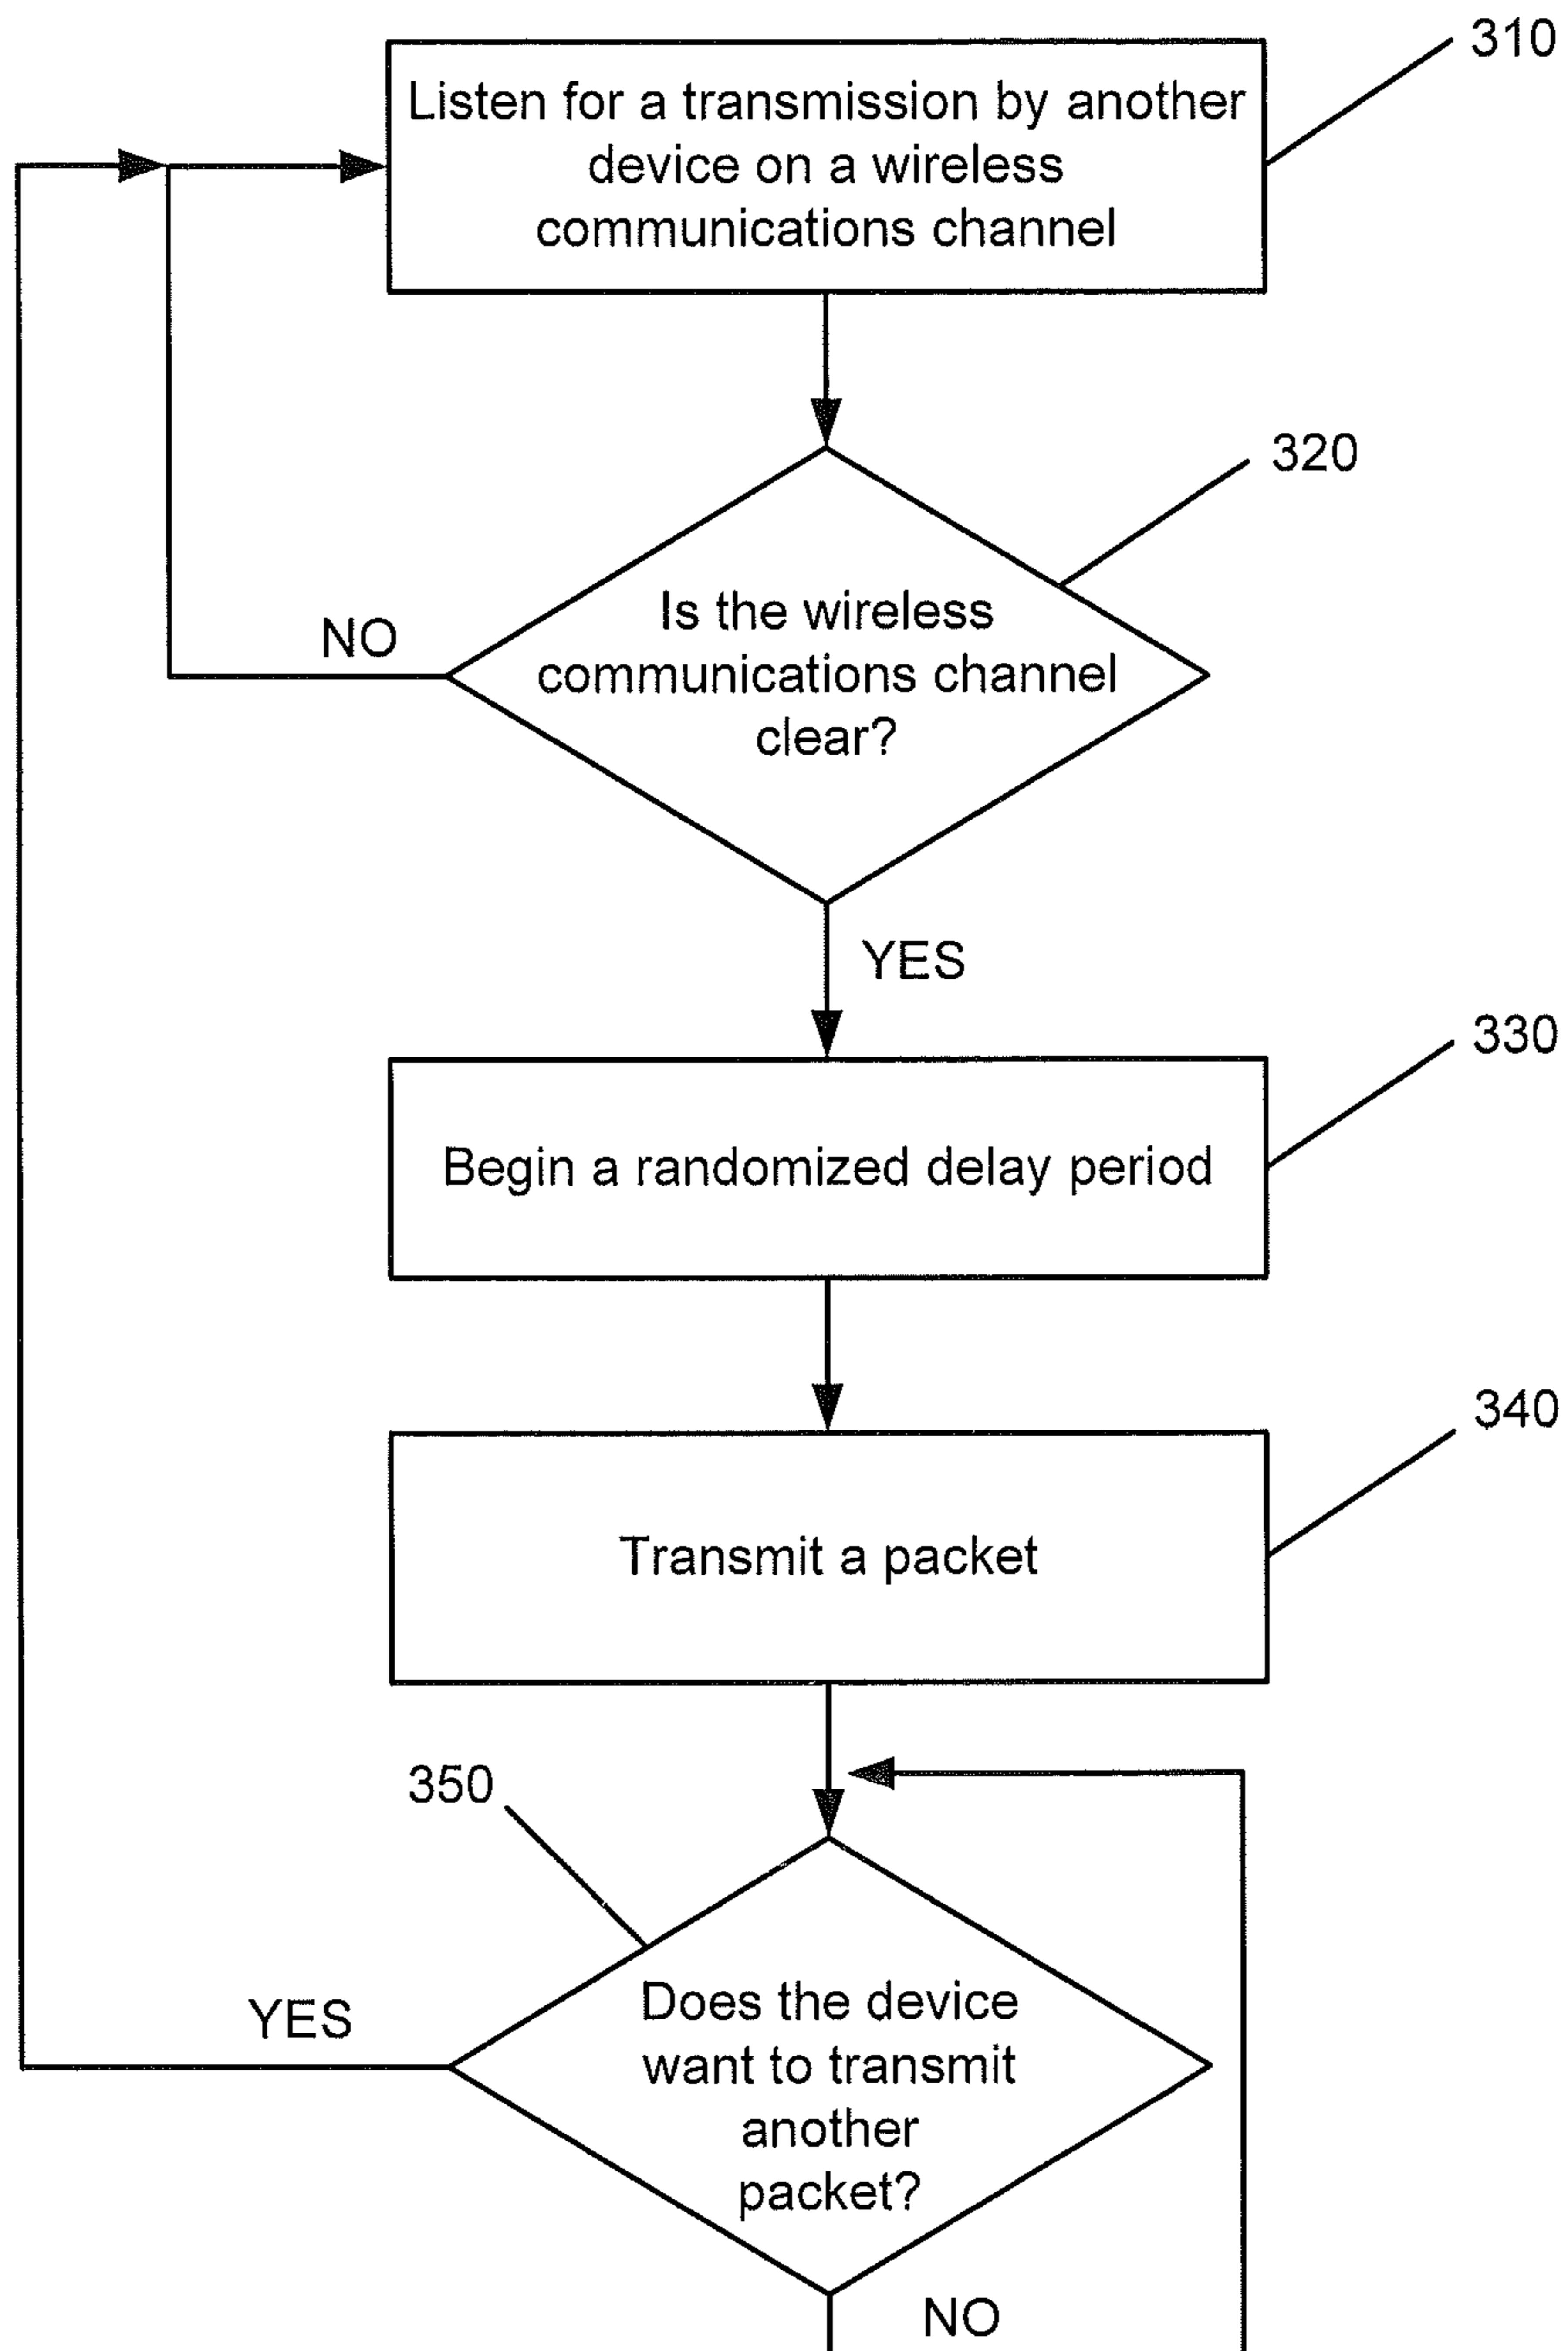 310
Listen for a transmission by another
device on a wireless
communications channel
320
Is the wireless
communications channel
clear?
NO
YES
330
Begin a randomized delay period
340
Transmit a packet
350
Does the device
want to transmit
another
packet?
YES
NO